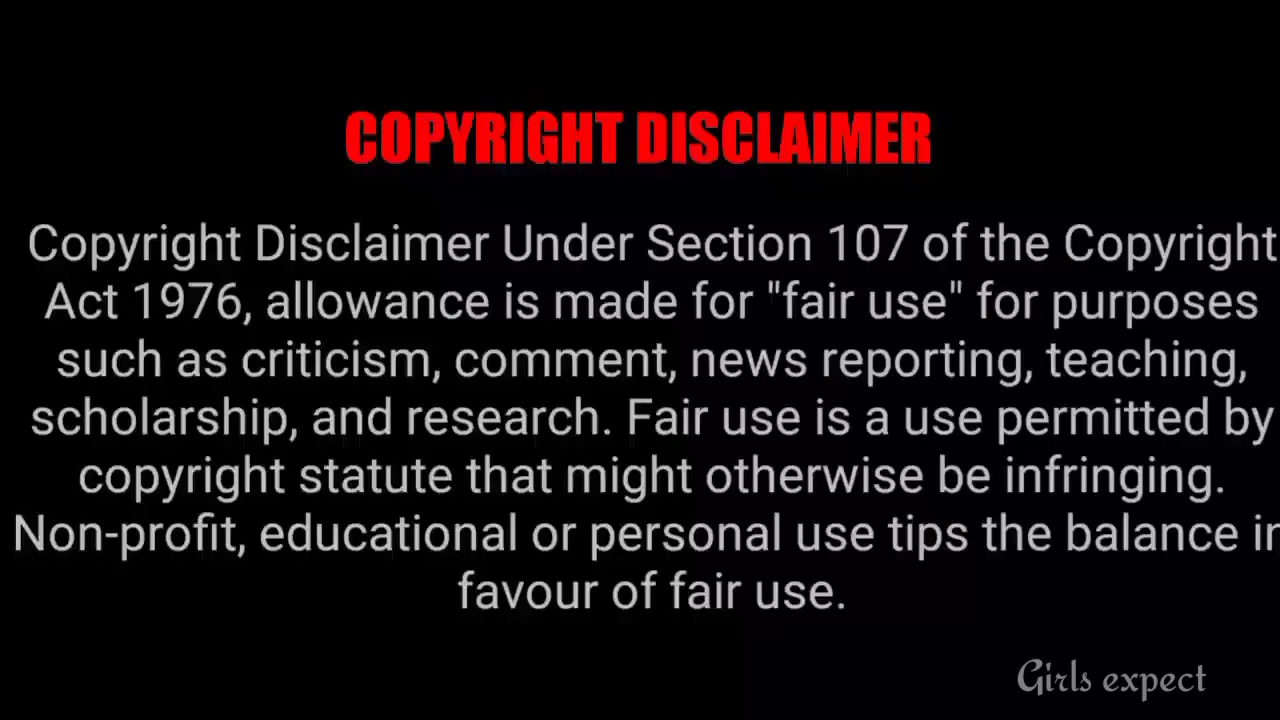 COPYRIGHT DISCLAIMER
Copyright Disclaimer Under Section 107 of the Copyright
Act 1976, allowance is made for "fair use" for purposes
such as criticism, comment, news reporting, teaching,
scholarship, and research. Fair use is a use permitted by
copyright statute that might otherwise be infringing.
Non-profit, educational or personal use tips the balance in
favour of fair use.
Girls expect